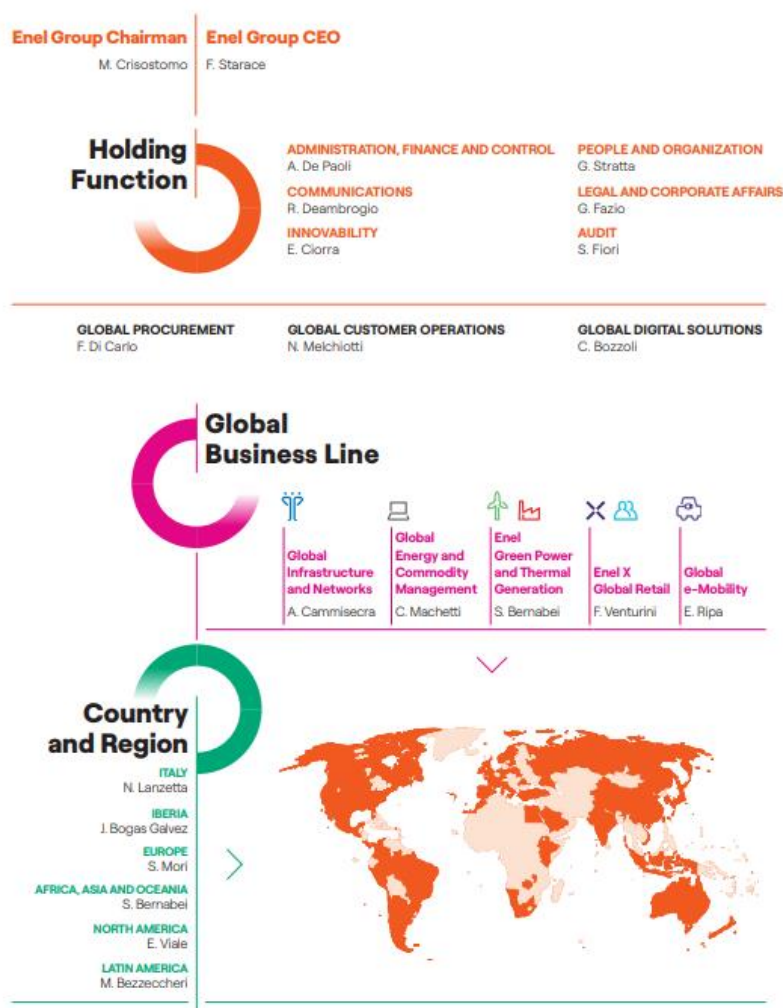 Enel Group Chairman
M. Crisostomo
Enel Group CEO
F. Starace
Holding
Function
ADMINISTRATION, FINANCE AND CONTROL
A. De Paoli
PEOPLE AND ORGANIZATION
G. Stratta
COMMUNICATIONS
R. Deambrogio
LEGAL AND CORPORATE AFFAIRS
G. Fazio
INNOVABILITY
E. Ciorra
AUDIT
S. Fiori
GLOBAL PROCUREMENT
F. Di Carlo
GLOBAL CUSTOMER OPERATIONS
N. Melchiotti
GLOBAL DIGITAL SOLUTIONS
C. Bozzoli
Global
Business Line
Global
Infrastructure
and Networks
A. Cammisecra
Global
Energy and
Commodity
Management
C. Machetti
Enel
Green Power
and Thermal
Generation
S. Bernabei
Enel X
Global Retail
F. Venturini
Global
e-Mobility
E. Ripa
Country
and Region
ITALY
N. Lanzetta
IBERIA
J. Bogas Galvez
EUROPE
S. Mori
AFRICA, ASIA AND OCEANIA
S. Bernabei
NORTH AMERICA
E. Viale
LATIN AMERICA
M. Bezzeccheri